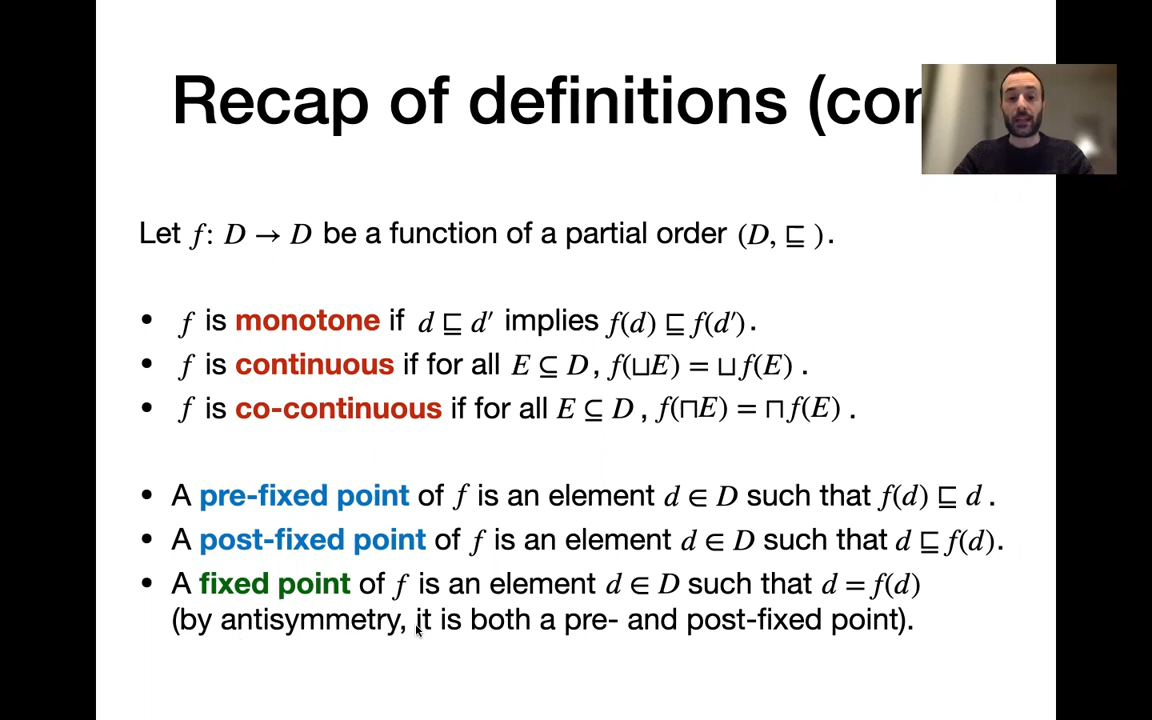 Recap of definitions (con
Let f: D → D be a function of a partial order (D, ⊑ ).
• f is monotone if d ⊑ d′ implies f(d) ⊑ f(d′).
• f is continuous if for all E ⊆ D, f(⊔E) = ⊔f(E) .
• f is co-continuous if for all E ⊆ D , f(⊓E) = ⊓f(E) .
• A pre-fixed point of f is an element d ∈ D such that f(d) ⊑ d .
• A post-fixed point of f is an element d ∈ D such that d ⊑ f(d).
• A fixed point of f is an element d ∈ D such that d = f(d)
(by antisymmetry, it is both a pre- and post-fixed point).